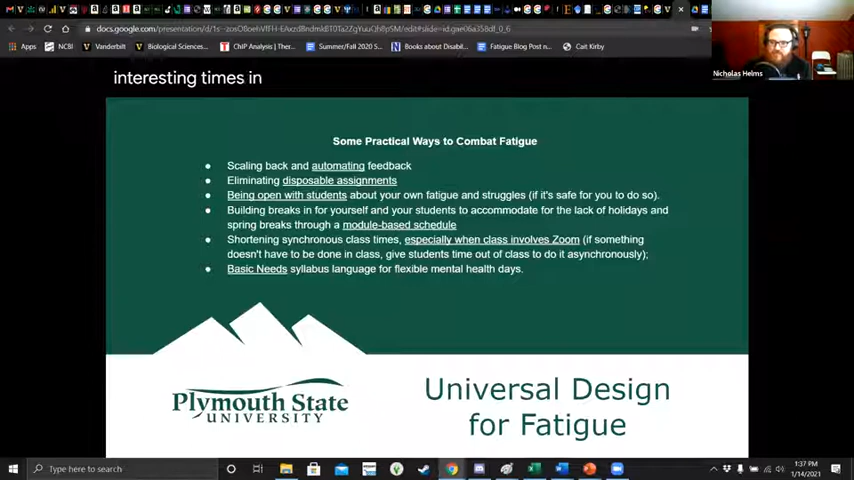 docs.google.com/presentation/d/
Apps NCBI Vanderbilt Biological Sciences... ChIP Analysis | Ther... Summer/Fall 2020 S... Books about Disabil... Fatigue Blog Post n... Cait Kirby
Nicholas Helms
interesting times in
Some Practical Ways to Combat Fatigue
● Scaling back and automating feedback
● Eliminating disposable assignments
● Being open with students about your own fatigue and struggles (if it's safe for you to do so).
● Building breaks in for yourself and your students to accommodate for the lack of holidays and
spring breaks through a module-based schedule
● Shortening synchronous class times, especially when class involves Zoom (if something
doesn't have to be done in class, give students time out of class to do it asynchronously);
● Basic Needs syllabus language for flexible mental health days.
Plymouth State
UNIVERSITY
Universal Design
for Fatigue
Type here to search
1:37 PM
1/14/2021